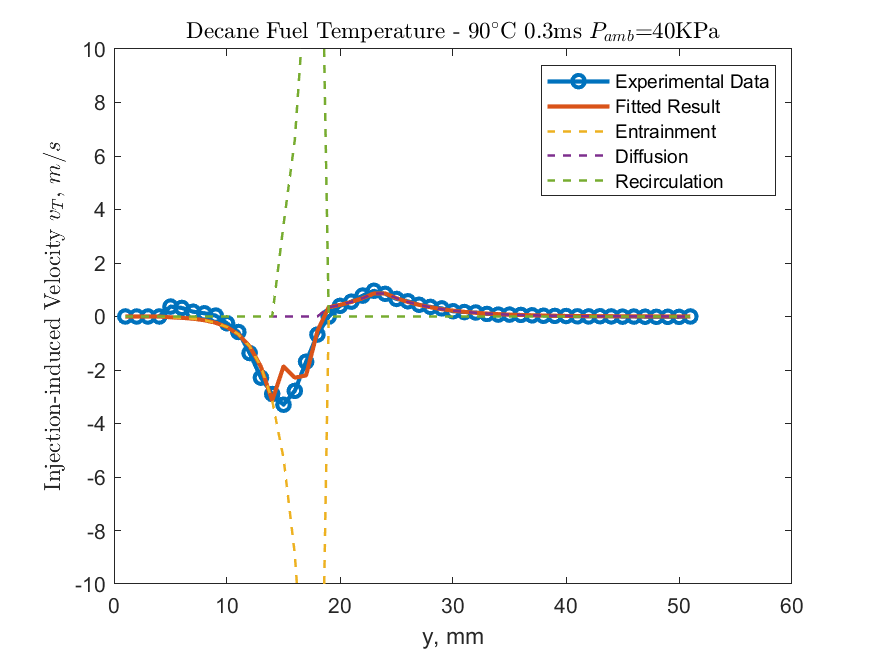 Decane Fuel Temperature - 90°C 0.3ms P_amb=40KPa
Injection-induced Velocity v_T, m/s
10
8
6
4
2
0
-2
-4
-6
-8
-10
Experimental Data
Fitted Result
Entrainment
Diffusion
Recirculation
0 10 20 30 40 50 60
y, mm